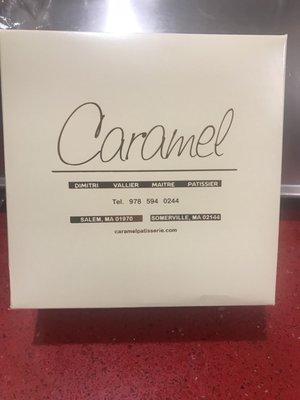 Caramel
DIMITRI VALLIER MAITRE PATISSIER
Tel. 978 594 0244
SALEM, MA 01970 SOMERVILLE, MA 02144
caramelpatisserie.com